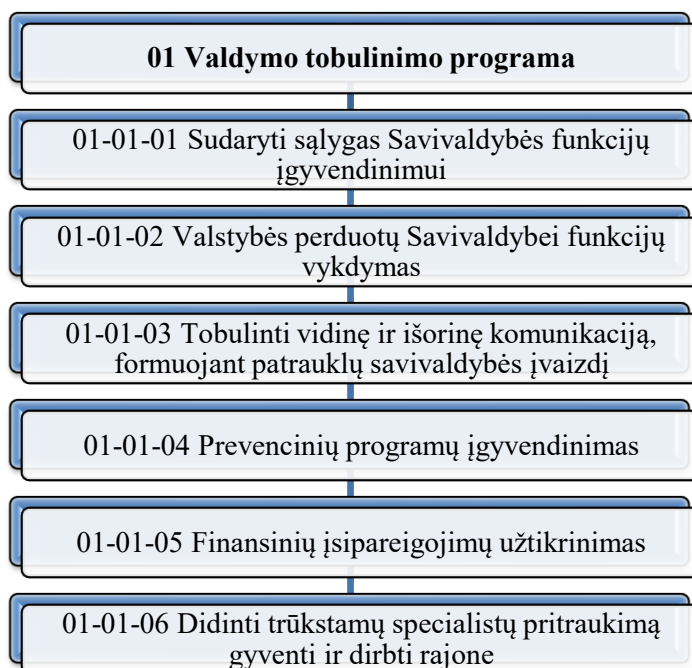 01 Valdymo tobulinimo programa
01-01-01 Sudaryti sąlygas Savivaldybės funkcijų
įgyvendinimui
01-01-02 Valstybės perduotų Savivaldybei funkcijų
vykdymas
01-01-03 Tobulinti vidinę ir išorinę komunikaciją,
formuojant patrauklų savivaldybės įvaizdį
01-01-04 Prevencinių programų įgyvendinimas
01-01-05 Finansinių įsipareigojimų užtikrinimas
01-01-06 Didinti trūkstamų specialistų pritraukimą
gyventi ir dirbti rajone